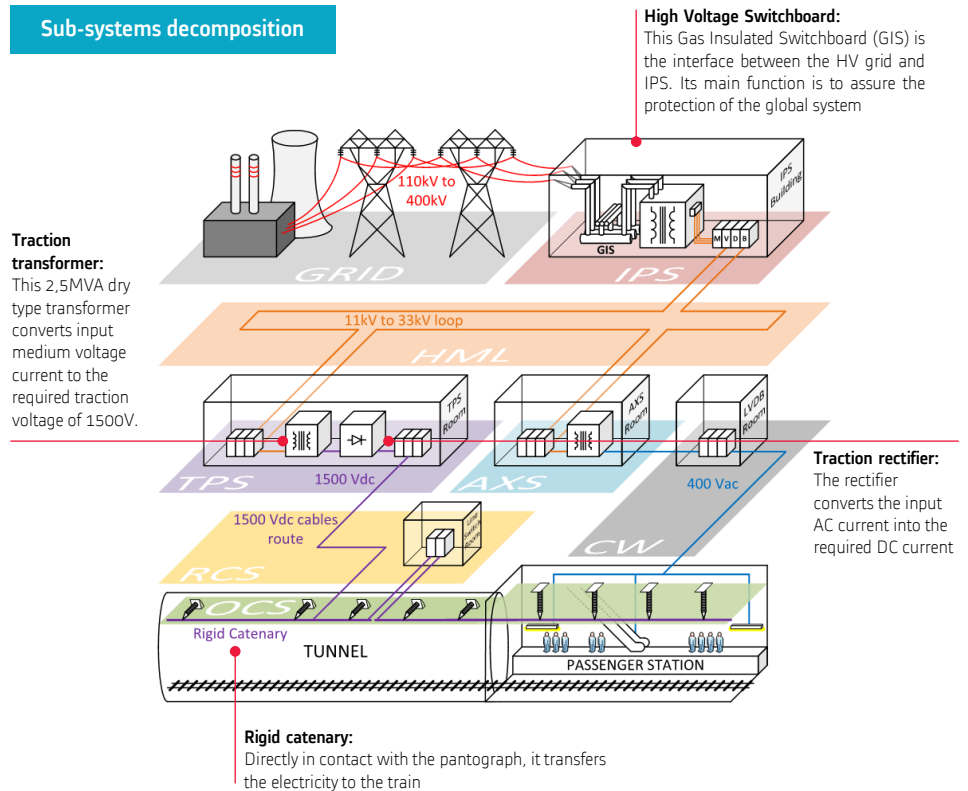 Sub-systems decomposition
High Voltage Switchboard:
This Gas Insulated Switchboard (GIS) is
the interface between the HV grid and
IPS. Its main function is to assure the
protection of the global system
110kV to
400kV
IPS
Building
GIS
M V D B
GRID
IPS
Traction
transformer:
This 2,5MVA dry
type transformer
converts input
medium voltage
current to the
required traction
voltage of 1500V.
11kV to 33kV loop
HML
TPS
Room
AXS
Room
LVDB
Room
TPS
1500 Vdc
AXS
400 Vac
Traction rectifier:
The rectifier
converts the input
AC current into the
required DC current
1500 Vdc cables
route
Line
Switch
Room
RCS
CW
OCS
Rigid Catenary
TUNNEL
PASSENGER STATION
Rigid catenary:
Directly in contact with the pantograph, it transfers
the electricity to the train